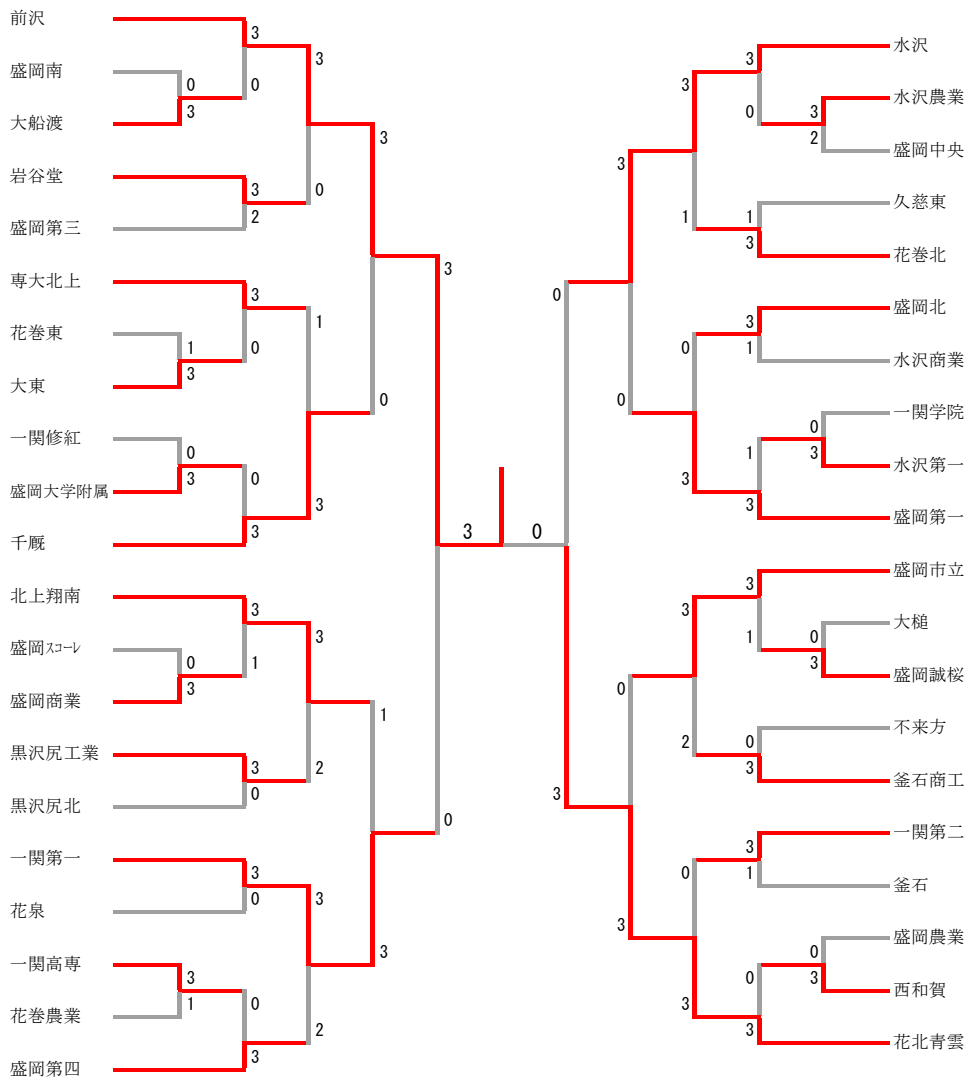 前沢
3
3
盛岡南
0
0
大船渡
3
3
岩谷堂
3
0
盛岡第三
2
3
専大北上
3
1
花巻東
1
0
大東
3
0
一関修紅
0
盛岡大学附属
3
0
3
千厩
3
3
0
北上翔南
3
3
盛岡スコーレ
0
1
盛岡商業
3
1
黒沢尻工業
3
2
黒沢尻北
0
0
一関第一
3
3
花泉
0
3
一関高専
3
0
花巻農業
1
2
盛岡第四
3
水沢
3
3
水沢農業
3
0
盛岡中央
2
3
久慈東
1
1
花巻北
3
0
盛岡北
3
0
水沢商業
1
0
一関学院
0
水沢第一
3
1
3
盛岡第一
3
盛岡市立
3
3
大槌
0
1
盛岡誠桜
3
0
不来方
0
2
釜石商工
3
3
一関第二
3
0
釜石
1
3
盛岡農業
0
西和賀
3
0
3
花北青雲
3